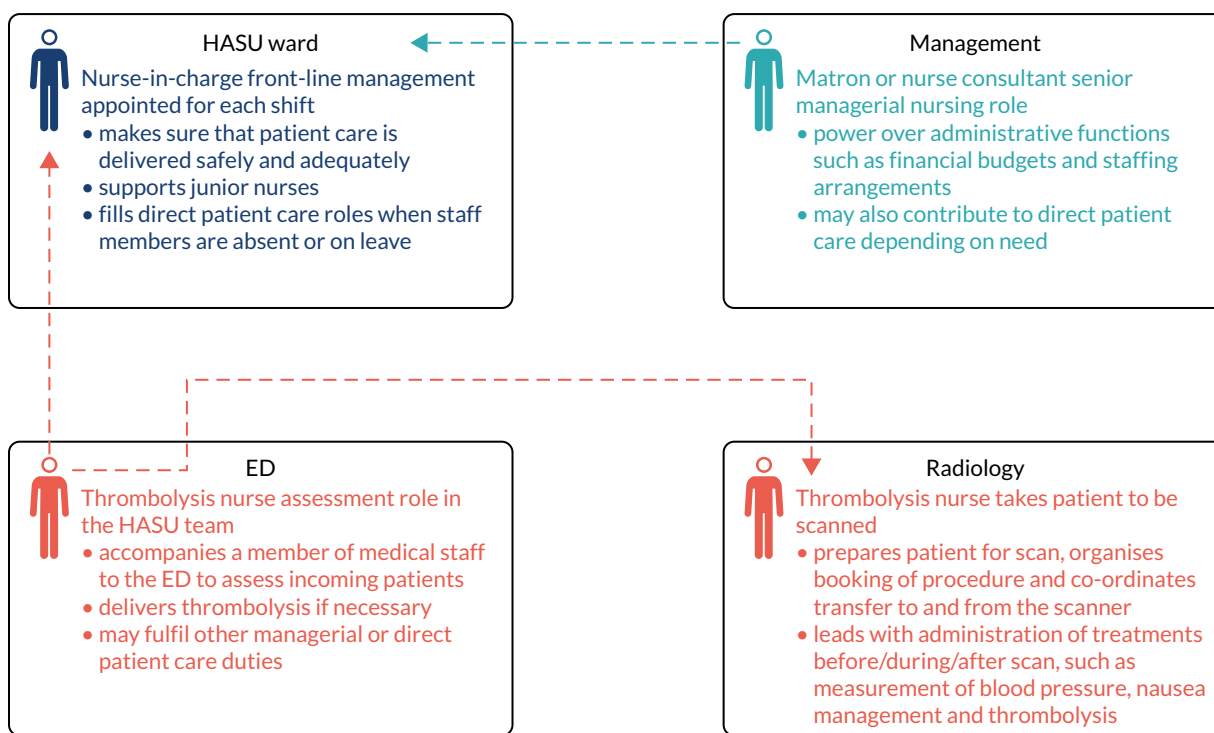 HASU ward
Nurse-in-charge front-line management
appointed for each shift
• makes sure that patient care is
delivered safely and adequately
• supports junior nurses
• fills direct patient care roles when staff
members are absent or on leave
Management
Matron or nurse consultant senior
managerial nursing role
• power over administrative functions
such as financial budgets and staffing
arrangements
• may also contribute to direct patient
care depending on need
ED
Thrombolysis nurse assessment role in
the HASU team
• accompanies a member of medical staff
to the ED to assess incoming patients
• delivers thrombolysis if necessary
• may fulfil other managerial or direct
patient care duties
Radiology
Thrombolysis nurse takes patient to be
scanned
• prepares patient for scan, organises
booking of procedure and co-ordinates
transfer to and from the scanner
• leads with administration of treatments
before/during/after scan, such as
measurement of blood pressure, nausea
management and thrombolysis